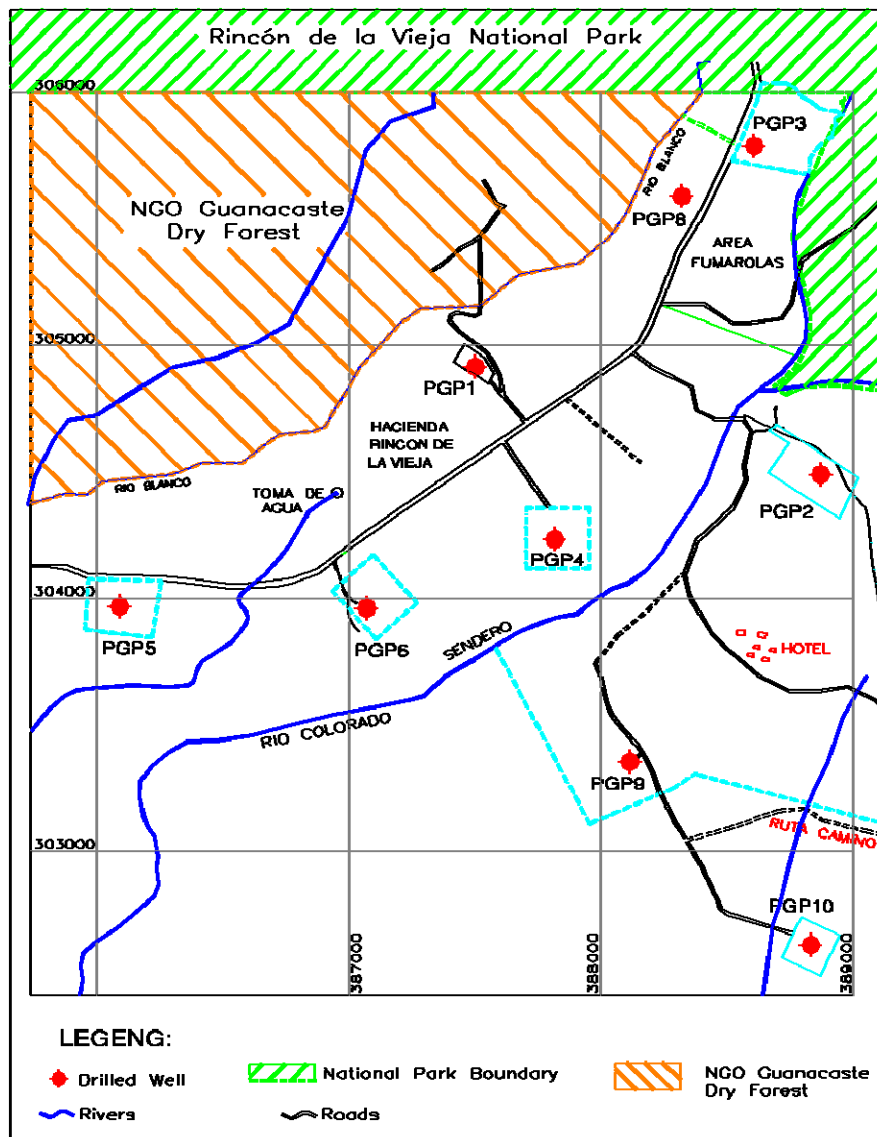 Rincón de la Vieja National Park
306000
PGP3
RIO BLANCO
NGO Guanacaste
Dry Forest
PGP8
AREA
FUMAROLAS
305000
PGP1
HACIENDA
RINCON DE
LA VIEJA
RIO BLANCO
TOMA DE
AGUA
PGP2
PGP4
304000
PGP5
PGP6
SENDERO
HOTEL
RIO COLORADO
PGP9
303000
RUTA CAMINO
PGP10
387000
388000
389000
LEGENG:
Drilled Well
National Park Boundary
NGO Guanacaste
Dry Forest
Rivers
Roads